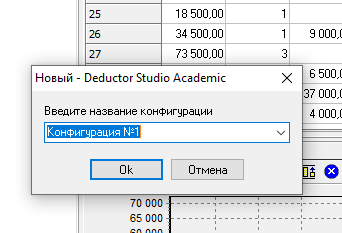 25 18 500,00 1
26 34 500,00 1 9 000,0
27 73 500,00 3
Новый - Deductor Studio Academic
6 500,0
Введите название конфигурации
37 000,0
Конфигурация №1
4 000,0
Ok Отмена
70 000
65 000
60 000